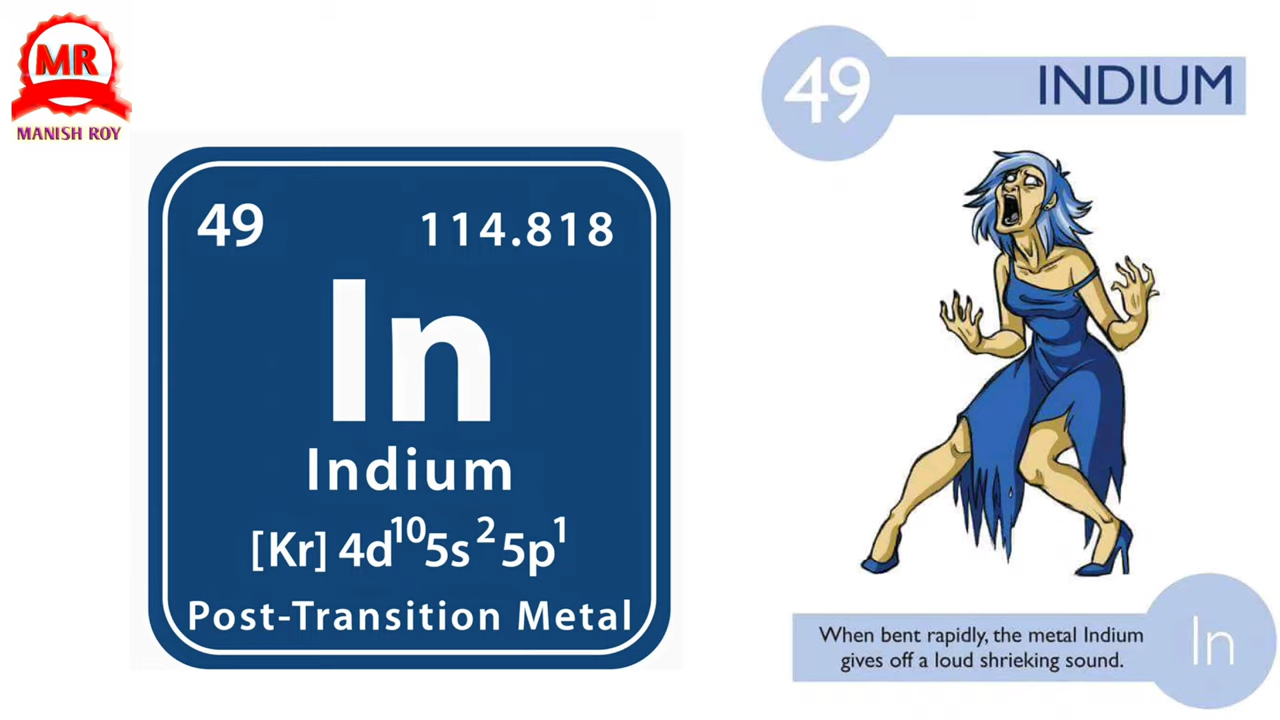 MR
MANISH ROY
49
114.818
In
Indium
[Kr] 4d¹⁰5s²5p¹
Post-Transition Metal
49
INDIUM
When bent rapidly, the metal Indium
gives off a loud shrieking sound.
In